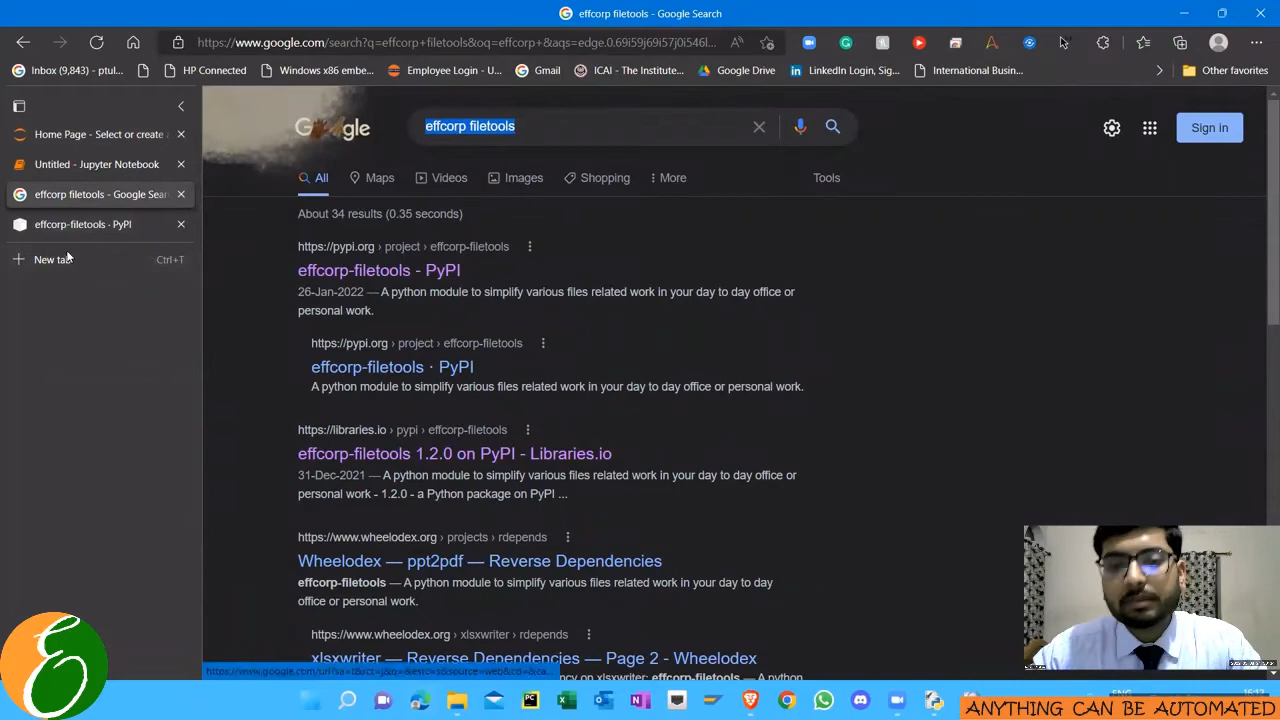 effcorp filetools - Google Search
https://www.google.com/search?q=effcorp+filetools&oq=effcorp+&aqs=edge.0.69i59j69i57j0i546l...
Inbox (9,843) - ptul...
HP Connected
Windows x86 embe...
Employee Login - U...
Gmail
ICAI - The Institute...
Google Drive
LinkedIn Login, Sig...
International Busin...
Other favorites
Home Page - Select or create
Untitled - Jupyter Notebook
effcorp filetools - Google Sear
effcorp-filetools · PyPI
New tab
Ctrl+T
Google
effcorp filetools
Sign in
All
Maps
Videos
Images
Shopping
More
Tools
About 34 results (0.35 seconds)
https://pypi.org › project › effcorp-filetools
effcorp-filetools - PyPI
26-Jan-2022 — A python module to simplify various files related work in your day to day office or
personal work.
https://pypi.org › project › effcorp-filetools
effcorp-filetools · PyPI
A python module to simplify various files related work in your day to day office or personal work.
https://libraries.io › pypi › effcorp-filetools
effcorp-filetools 1.2.0 on PyPI - Libraries.io
31-Dec-2021 — A python module to simplify various files related work in your day to day office or
personal work - 1.2.0 - a Python package on PyPI ...
https://www.wheelodex.org › projects › rdepends
Wheelodex — ppt2pdf — Reverse Dependencies
effcorp-filetools — A python module to simplify various files related work in your day to day
office or personal work.
https://www.wheelodex.org › xlsxwriter › rdepends
xlsxwriter — Reverse Dependencies — Page 2 - Wheelodex
ncy on xlsxwriter: effcorp-filetools — A python
ENG
16:13
ANYTHING CAN BE AUTOMATED